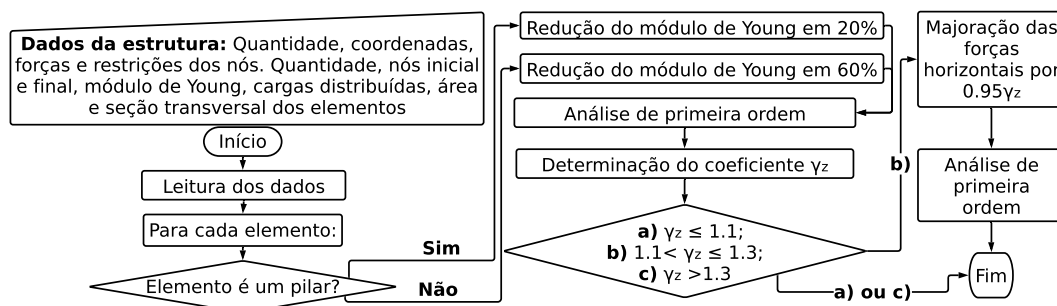 Dados da estrutura: Quantidade, coordenadas,
forças e restrições dos nós. Quantidade, nós inicial
e final, módulo de Young, cargas distribuídas, área
e seção transversal dos elementos
Início
Leitura dos dados
Para cada elemento:
Elemento é um pilar?
Sim
Não
Redução do módulo de Young em 20%
Redução do módulo de Young em 60%
Análise de primeira ordem
Determinação do coeficiente γz
a) γz ≤ 1.1;
b) 1.1< γz ≤ 1.3;
c) γz >1.3
b)
a) ou c)
Majoração das
forças
horizontais por
0.95γz
Análise de
primeira
ordem
Fim